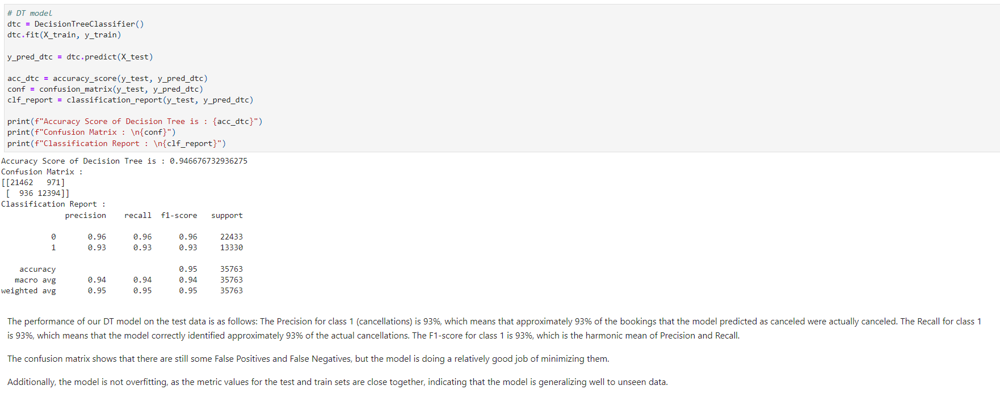 # DT model
dtc = DecisionTreeClassifier()
dtc.fit(X_train, y_train)
y_pred_dtc = dtc.predict(X_test)
acc_dtc = accuracy_score(y_test, y_pred_dtc)
conf = confusion_matrix(y_test, y_pred_dtc)
clf_report = classification_report(y_test, y_pred_dtc)
print(f"Accuracy Score of Decision Tree is : {acc_dtc}")
print(f"Confusion Matrix : \n{conf}")
print(f"Classification Report : \n{clf_report}")
Accuracy Score of Decision Tree is : 0.946676732936275
Confusion Matrix :
[[21462   971]
 [  936 12394]]
Classification Report :
              precision    recall  f1-score   support
           0       0.96      0.96      0.96     22433
           1       0.93      0.93      0.93     13330
    accuracy                           0.95     35763
   macro avg       0.94      0.94      0.94     35763
weighted avg       0.95      0.95      0.95     35763
The performance of our DT model on the test data is as follows: The Precision for class 1 (cancellations) is 93%, which means that approximately 93% of the bookings that the model predicted as canceled were actually canceled. The Recall for class 1
is 93%, which means that the model correctly identified approximately 93% of the actual cancellations. The F1-score for class 1 is 93%, which is the harmonic mean of Precision and Recall.
The confusion matrix shows that there are still some False Positives and False Negatives, but the model is doing a relatively good job of minimizing them.
Additionally, the model is not overfitting, as the metric values for the test and train sets are close together, indicating that the model is generalizing well to unseen data.